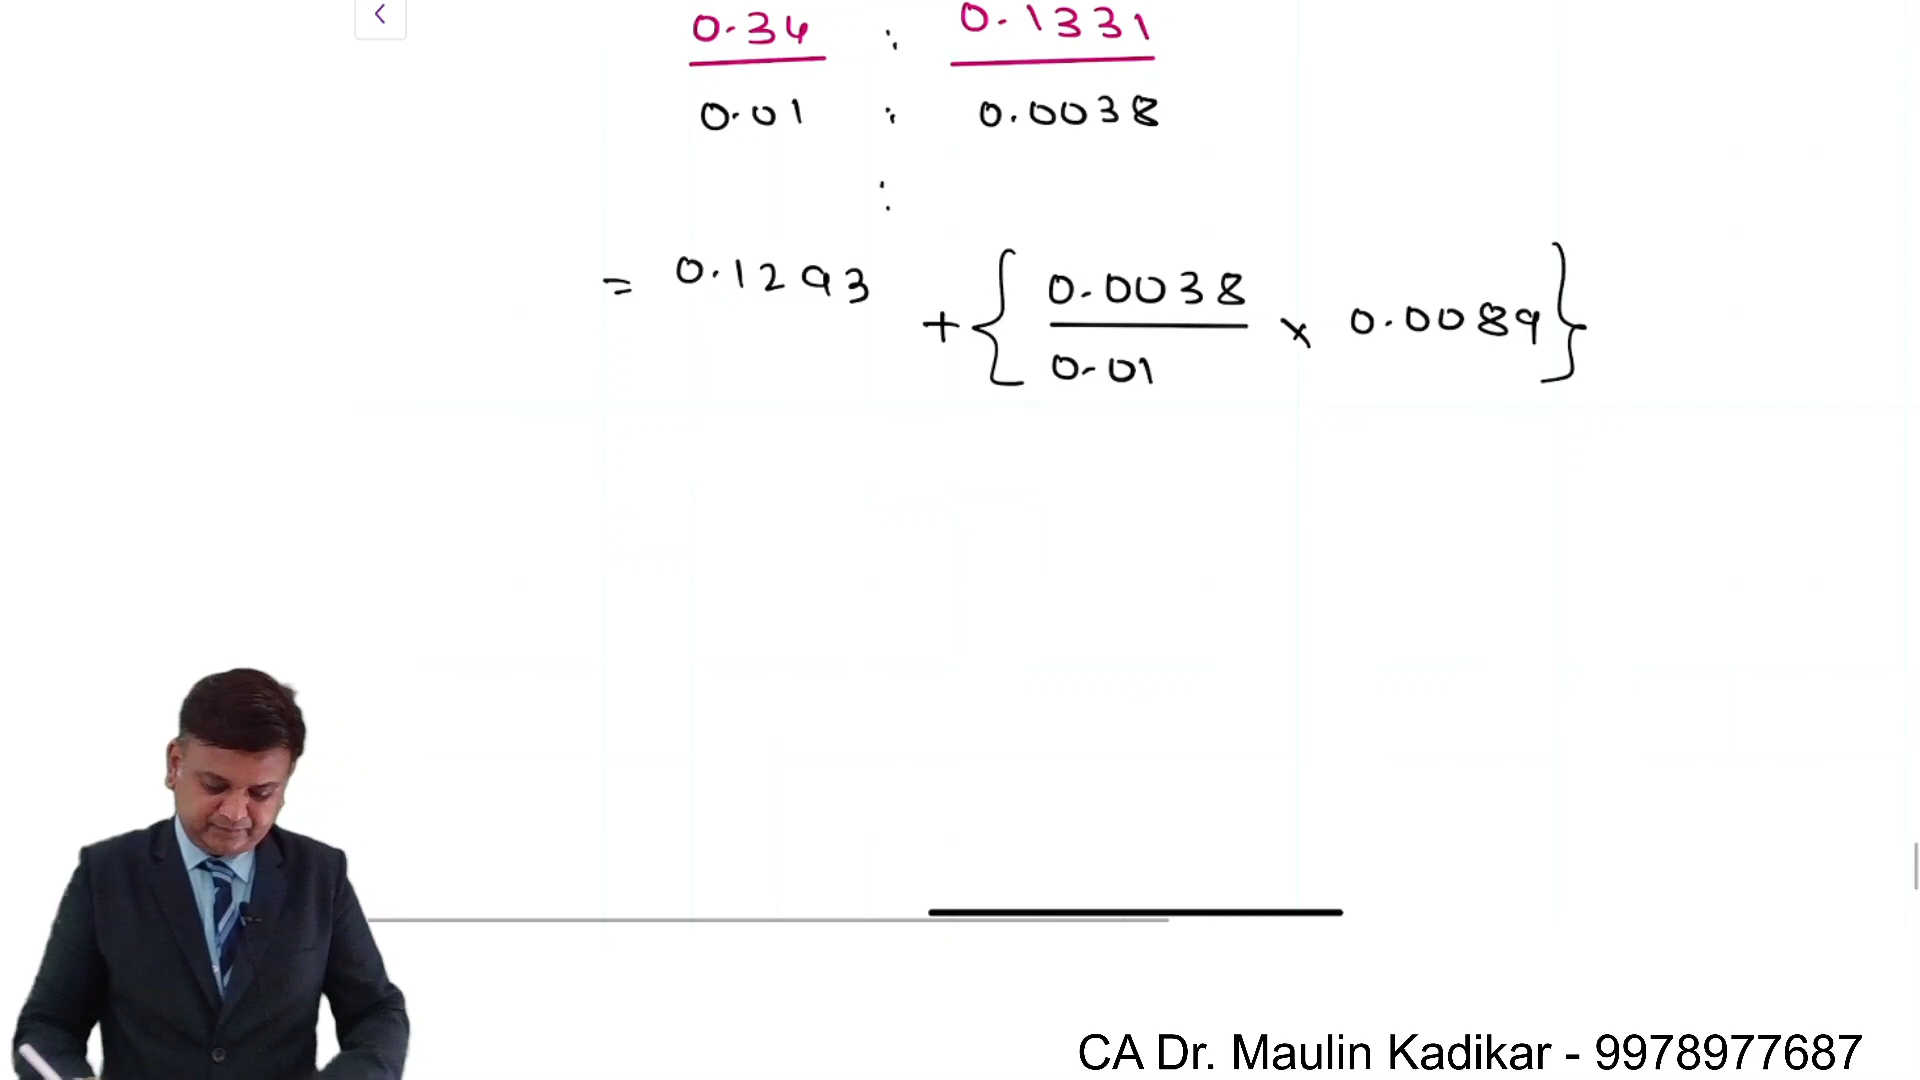 0.34 : 0.1331
0.01 : 0.0038
:
= 0.1293 + { 0.0038 / 0.01 × 0.0089 }
CA Dr. Maulin Kadikar - 9978977687